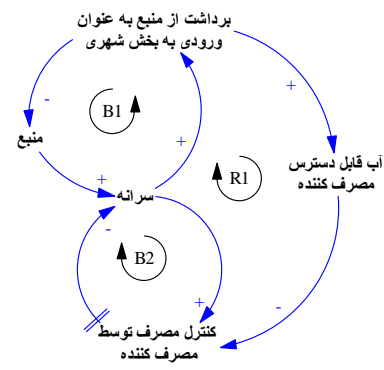 برداشت از منبع به عنوان
ورودی به بخش شهری
-
+
B1
منبع
+
آب قابل دسترس
مصرف کننده
R1
+
سرانه
-
B2
+
-
کنترل مصرف توسط
مصرف کننده